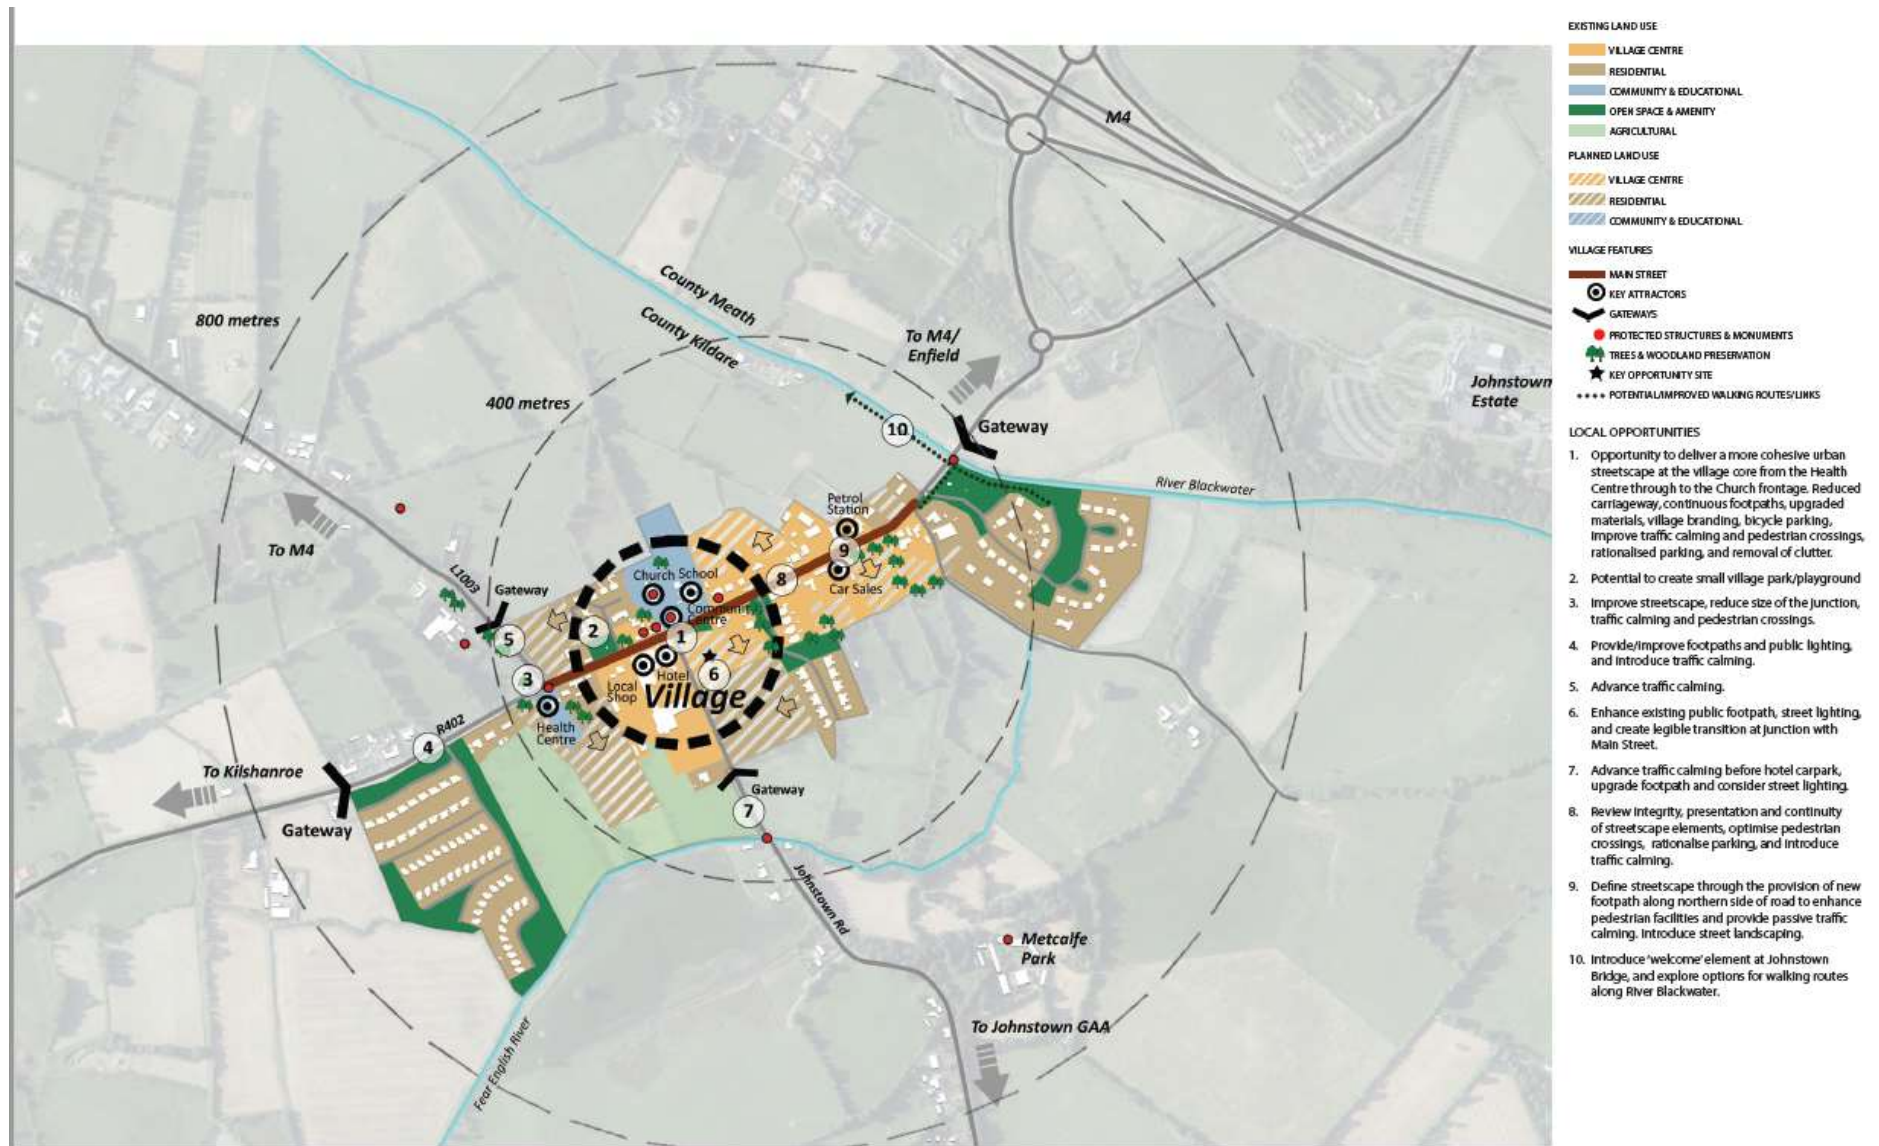 M4
County Meath
County Kildare
800 metres
400 metres
To M4/
Enfield
Gateway
10
Johnstown
Estate
River Blackwater
To M4
L1003
Gateway
Petrol
Station
9
8
Car Sales
Church
School
Community
Centre
5
2
1
3
Local
Shop
Hotel
6
Village
Health
Centre
R402
4
To Kilshanroe
Gateway
Gateway
7
Johnstown Rd
Metcalfe
Park
To Johnstown GAA
Fear English River
EXISTING LAND USE
VILLAGE CENTRE
RESIDENTIAL
COMMUNITY & EDUCATIONAL
OPEN SPACE & AMENITY
AGRICULTURAL
PLANNED LAND USE
VILLAGE CENTRE
RESIDENTIAL
COMMUNITY & EDUCATIONAL
VILLAGE FEATURES
MAIN STREET
KEY ATTRACTORS
GATEWAYS
PROTECTED STRUCTURES & MONUMENTS
TREES & WOODLAND PRESERVATION
KEY OPPORTUNITY SITE
POTENTIAL/IMPROVED WALKING ROUTES/LINKS
LOCAL OPPORTUNITIES
1. Opportunity to deliver a more cohesive urban
streetscape at the village core from the Health
Centre through to the Church frontage. Reduced
carriageway, continuous footpaths, upgraded
materials, village branding, bicycle parking,
improve traffic calming and pedestrian crossings,
rationalised parking, and removal of clutter.
2. Potential to create small village park/playground
3. Improve streetscape, reduce size of the junction,
traffic calming and pedestrian crossings.
4. Provide/improve footpaths and public lighting,
and introduce traffic calming.
5. Advance traffic calming.
6. Enhance existing public footpath, street lighting,
and create legible transition at junction with
Main Street.
7. Advance traffic calming before hotel carpark,
upgrade footpath and consider street lighting.
8. Review integrity, presentation and continuity
of streetscape elements, optimise pedestrian
crossings, rationalise parking, and introduce
traffic calming.
9. Define streetscape through the provision of new
footpath along northern side of road to enhance
pedestrian facilities and provide passive traffic
calming. Introduce street landscaping.
10. Introduce 'welcome' element at Johnstown
Bridge, and explore options for walking routes
along River Blackwater.